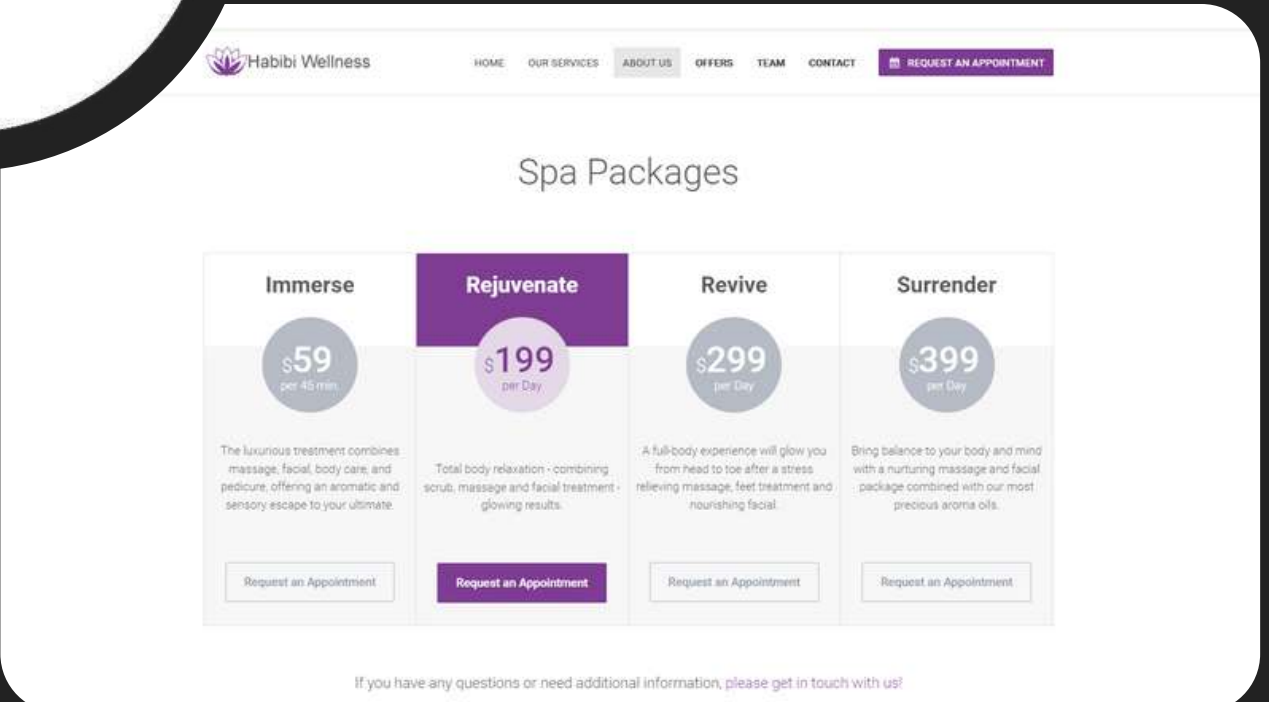 Habibi Wellness
HOME OUR SERVICES ABOUT US OFFERS TEAM CONTACT REQUEST AN APPOINTMENT
Spa Packages
Immerse
$59
per 45 min.
The luxurious treatment combines
massage, facial, body care, and
pedicure, offering an aromatic and
sensory escape to your ultimate.
Request an Appointment
Rejuvenate
$199
per Day
Total body relaxation - combining
scrub, massage and facial treatment -
glowing results.
Request an Appointment
Revive
$299
per Day
A full-body experience will glow you
from head to toe after a stress
relieving massage, feet treatment and
nourishing facial.
Request an Appointment
Surrender
$399
per Day
Bring balance to your body and mind
with a nurturing massage and facial
package combined with our most
precious aroma oils.
Request an Appointment
If you have any questions or need additional information, please get in touch with us!